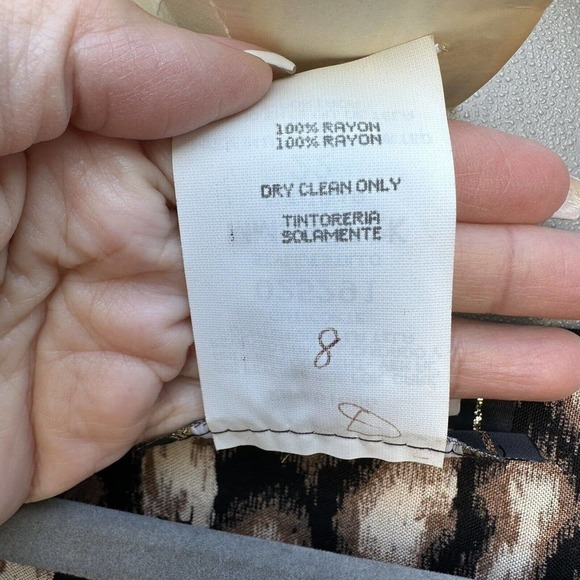 100% RAYON
100% RAYON
DRY CLEAN ONLY
TINTORERIA
SOLAMENTE
8